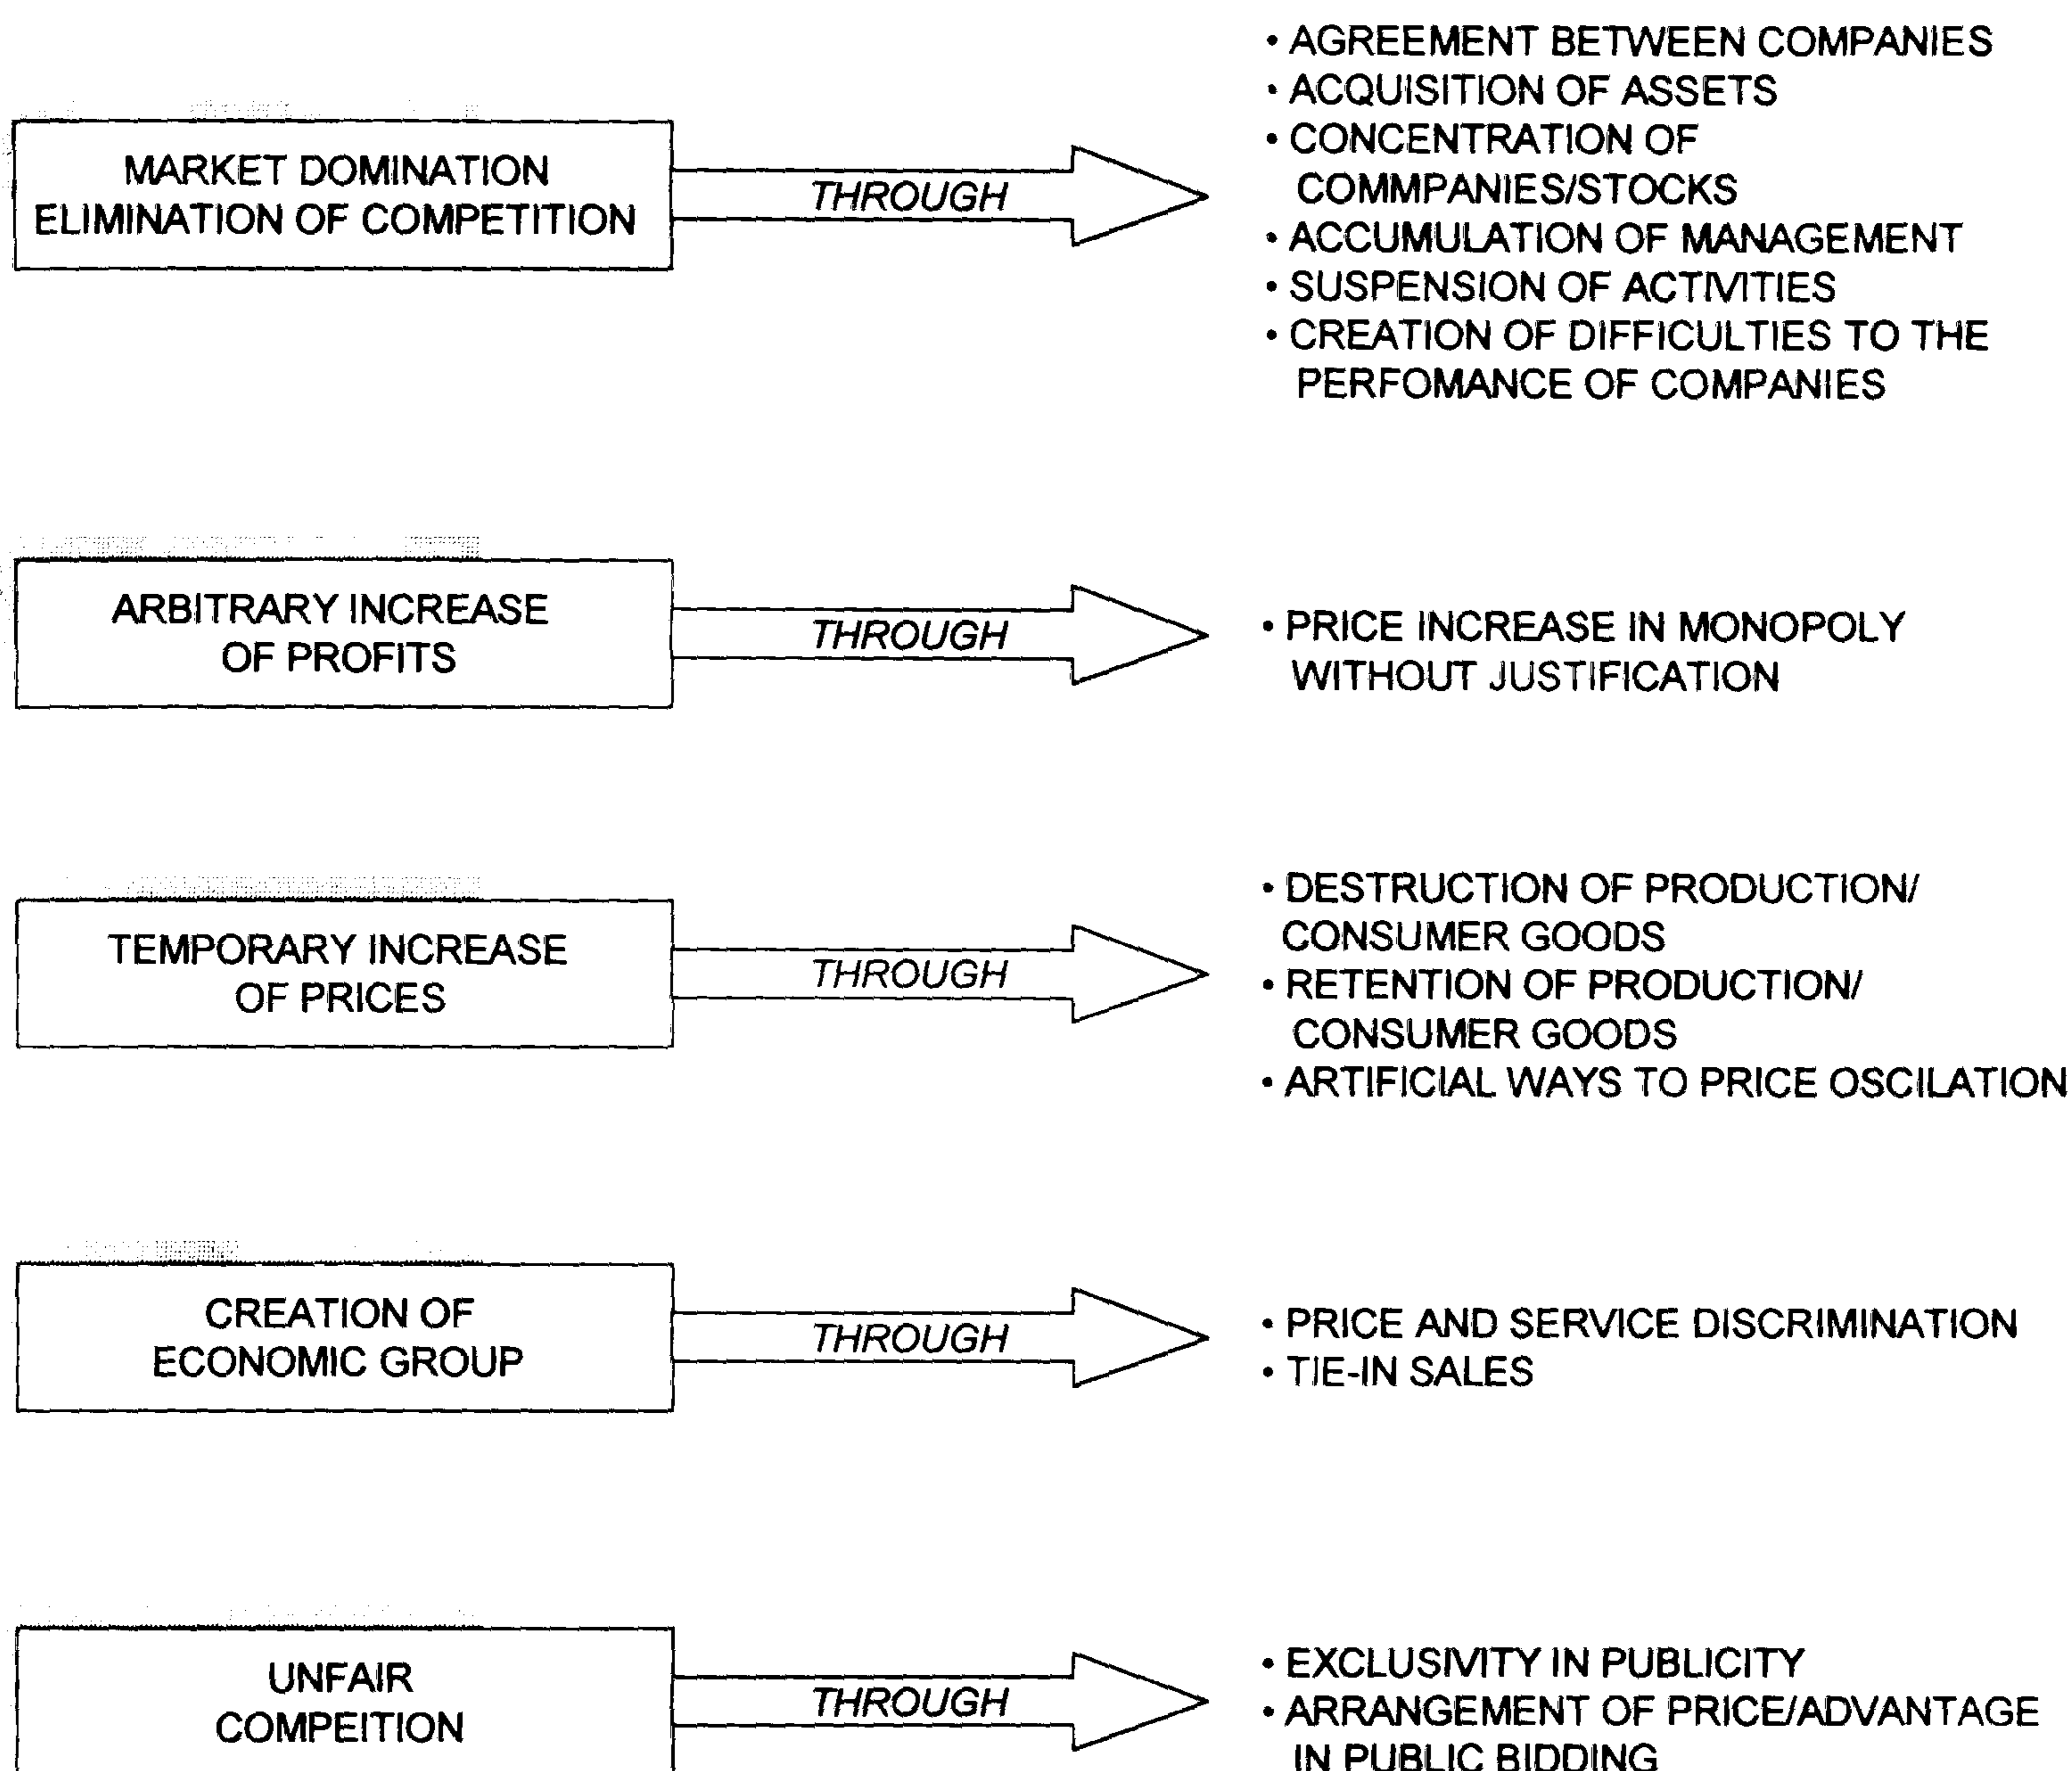 MARKET DOMINATION
ELIMINATION OF COMPETITION
THROUGH
• AGREEMENT BETWEEN COMPANIES
• ACQUISITION OF ASSETS
• CONCENTRATION OF
COMMPANIES/STOCKS
• ACCUMULATION OF MANAGEMENT
• SUSPENSION OF ACTIVITIES
• CREATION OF DIFFICULTIES TO THE
PERFOMANCE OF COMPANIES
ARBITRARY INCREASE
OF PROFITS
THROUGH
• PRICE INCREASE IN MONOPOLY
WITHOUT JUSTIFICATION
TEMPORARY INCREASE
OF PRICES
THROUGH
• DESTRUCTION OF PRODUCTION/
CONSUMER GOODS
• RETENTION OF PRODUCTION/
CONSUMER GOODS
• ARTIFICIAL WAYS TO PRICE OSCILATION
CREATION OF
ECONOMIC GROUP
THROUGH
• PRICE AND SERVICE DISCRIMINATION
• TIE-IN SALES
UNFAIR
COMPEITION
THROUGH
• EXCLUSIVITY IN PUBLICITY
• ARRANGEMENT OF PRICE/ADVANTAGE
IN PUBLIC BIDDING